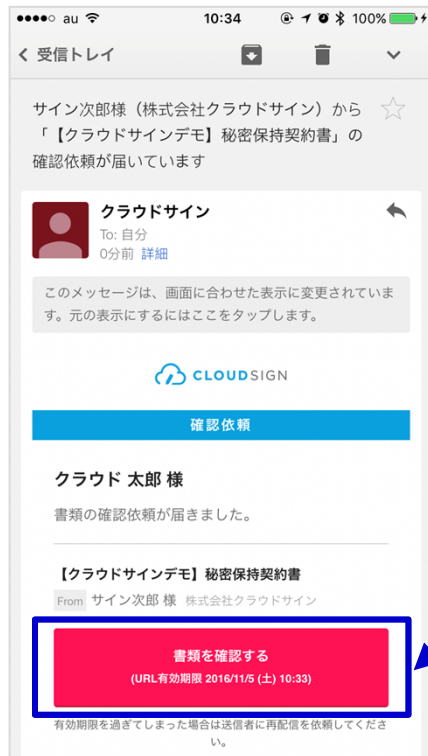 au 10:34 100%
受信トレイ
サイン次郎様（株式会社クラウドサイン）から
「【クラウドサインデモ】秘密保持契約書」の
確認依頼が届いています
クラウドサイン
To: 自分
0分前 詳細
このメッセージは、画面に合わせた表示に変更されていま
す。元の表示にするにはここをタップします。
CLOUDSIGN
確認依頼
クラウド 太郎 様
書類の確認依頼が届きました。
【クラウドサインデモ】秘密保持契約書
From サイン次郎 様 株式会社クラウドサイン
書類を確認する
(URL有効期限 2016/11/5 (土) 10:33)
有効期限を過ぎてしまった場合は送信者に再配信を依頼してくださ
い。